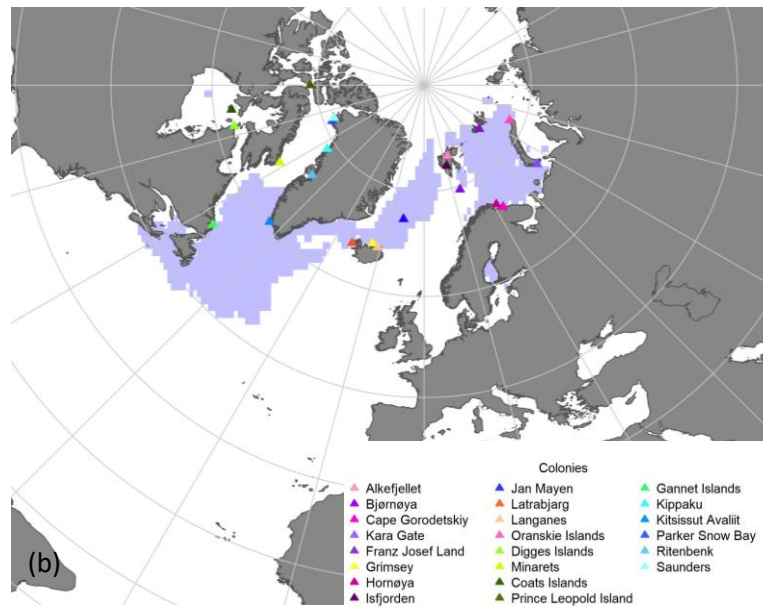 (b)
Colonies
Alkefjellet
Bjørnøya
Cape Gorodetskiy
Kara Gate
Franz Josef Land
Grimsey
Hornøya
Isfjorden
Jan Mayen
Latrabjarg
Langanes
Oranskie Islands
Digges Islands
Minarets
Coats Islands
Prince Leopold Island
Gannet Islands
Kippaku
Kitsissut Avaliit
Parker Snow Bay
Ritenbenk
Saunders